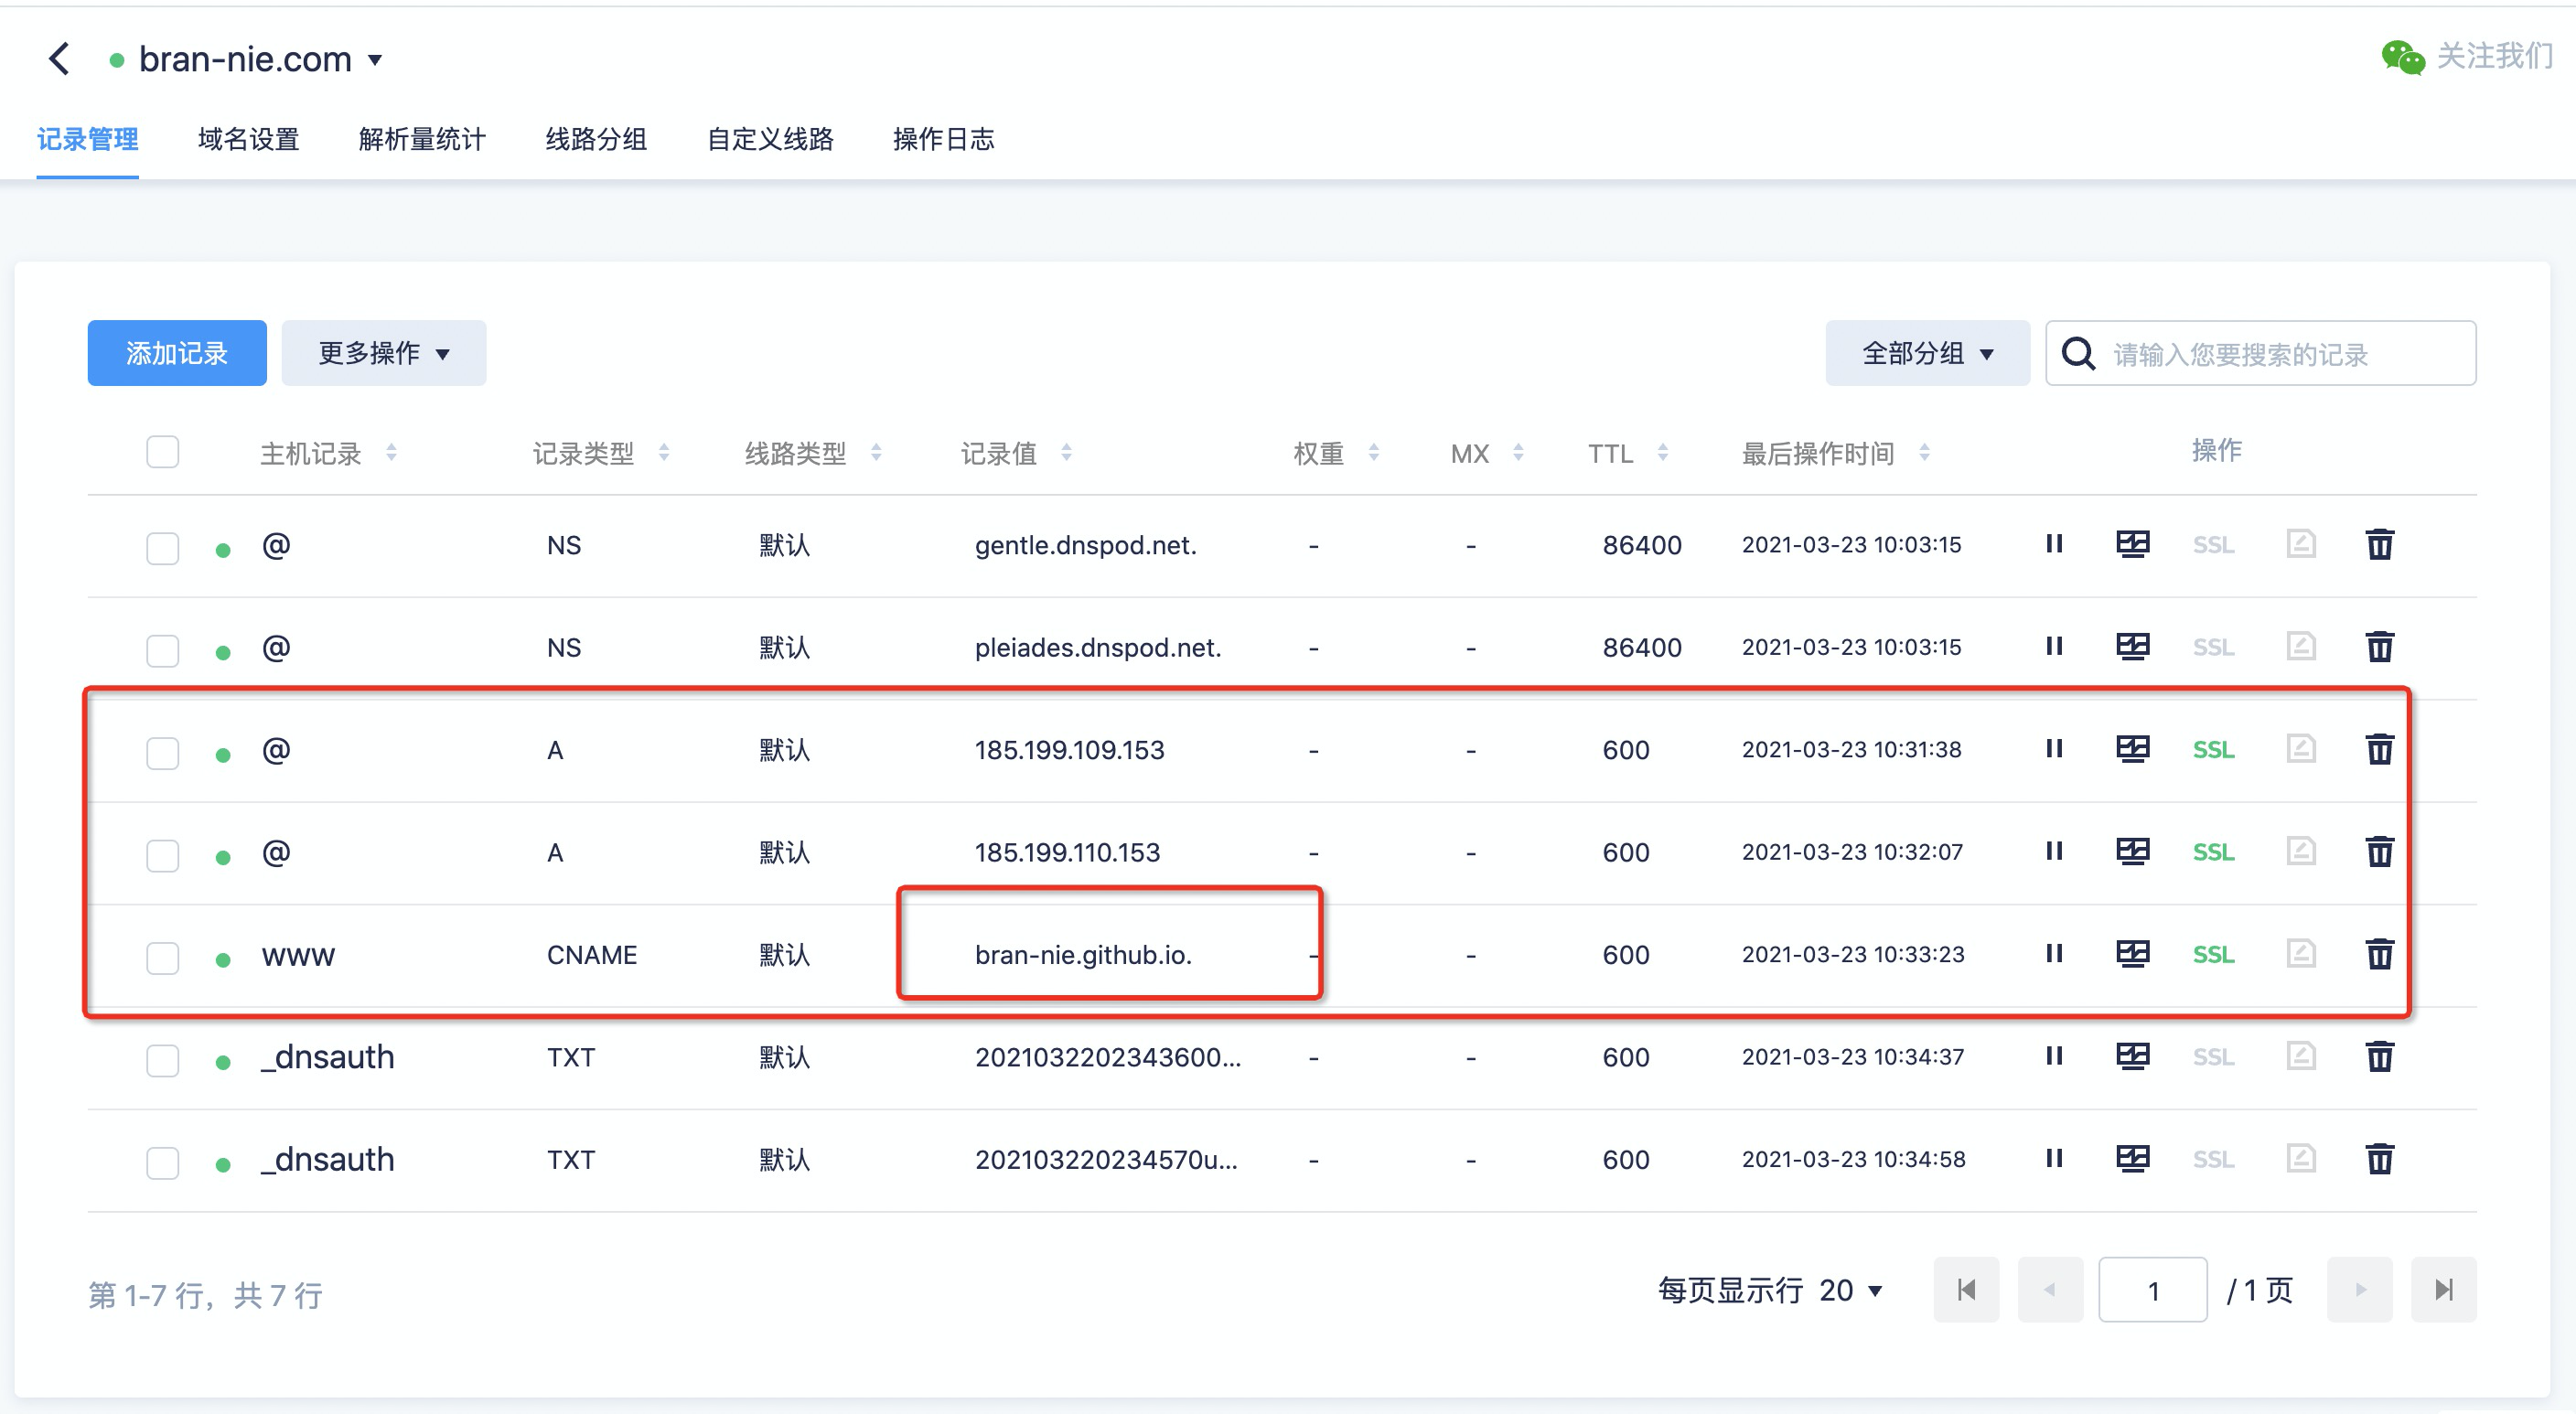 bran-nie.com
关注我们
记录管理 域名设置 解析量统计 线路分组 自定义线路 操作日志
添加记录 更多操作 全部分组 请输入您要搜索的记录
主机记录 记录类型 线路类型 记录值 权重 MX TTL 最后操作时间 操作
@ NS 默认 gentle.dnspod.net. - - 86400 2021-03-23 10:03:15 SSL
@ NS 默认 pleiades.dnspod.net. - - 86400 2021-03-23 10:03:15 SSL
@ A 默认 185.199.109.153 - - 600 2021-03-23 10:31:38 SSL
@ A 默认 185.199.110.153 - - 600 2021-03-23 10:32:07 SSL
www CNAME 默认 bran-nie.github.io. - - 600 2021-03-23 10:33:23 SSL
_dnsauth TXT 默认 2021032202343600... - - 600 2021-03-23 10:34:37 SSL
_dnsauth TXT 默认 202103220234570u... - - 600 2021-03-23 10:34:58 SSL
第 1-7 行，共 7 行 每页显示行 20 1 / 1 页